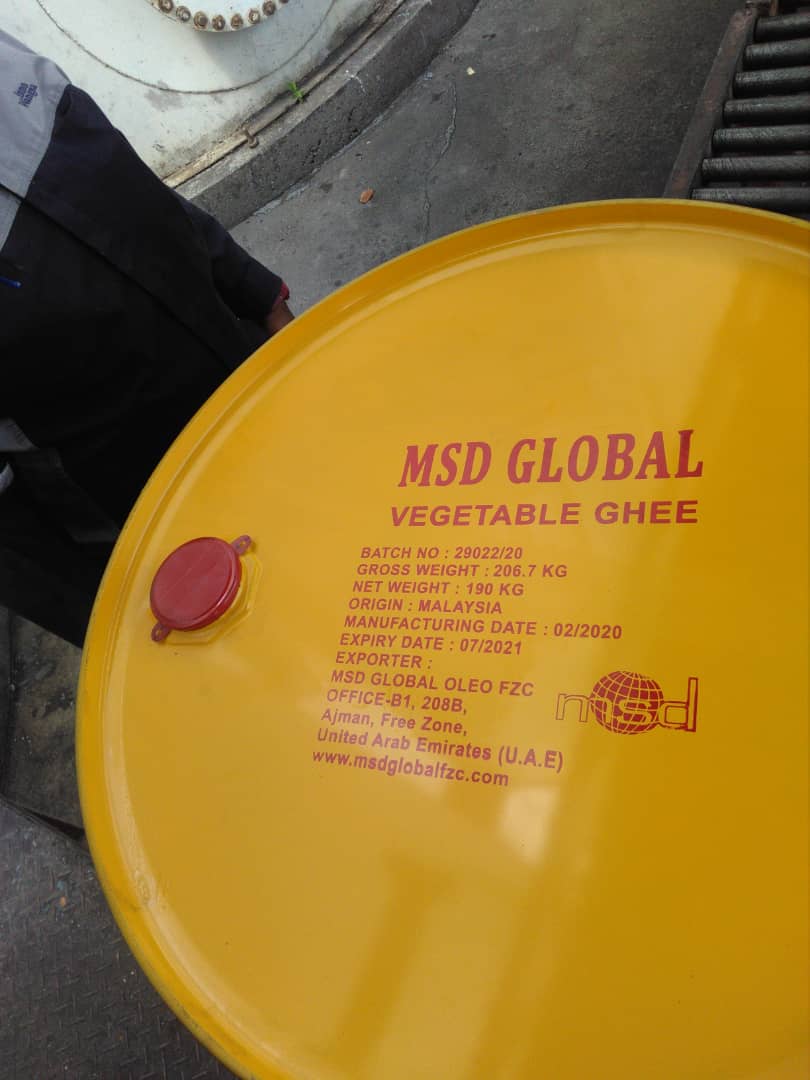 MSD GLOBAL
VEGETABLE GHEE
BATCH NO : 29022/20
GROSS WEIGHT : 206.7 KG
NET WEIGHT : 190 KG
ORIGIN : MALAYSIA
MANUFACTURING DATE : 02/2020
EXPIRY DATE : 07/2021
EXPORTER :
MSD GLOBAL OLEO FZC
OFFICE-B1, 208B,
Ajman, Free Zone,
United Arab Emirates (U.A.E)
www.msdglobalfzc.com
msd